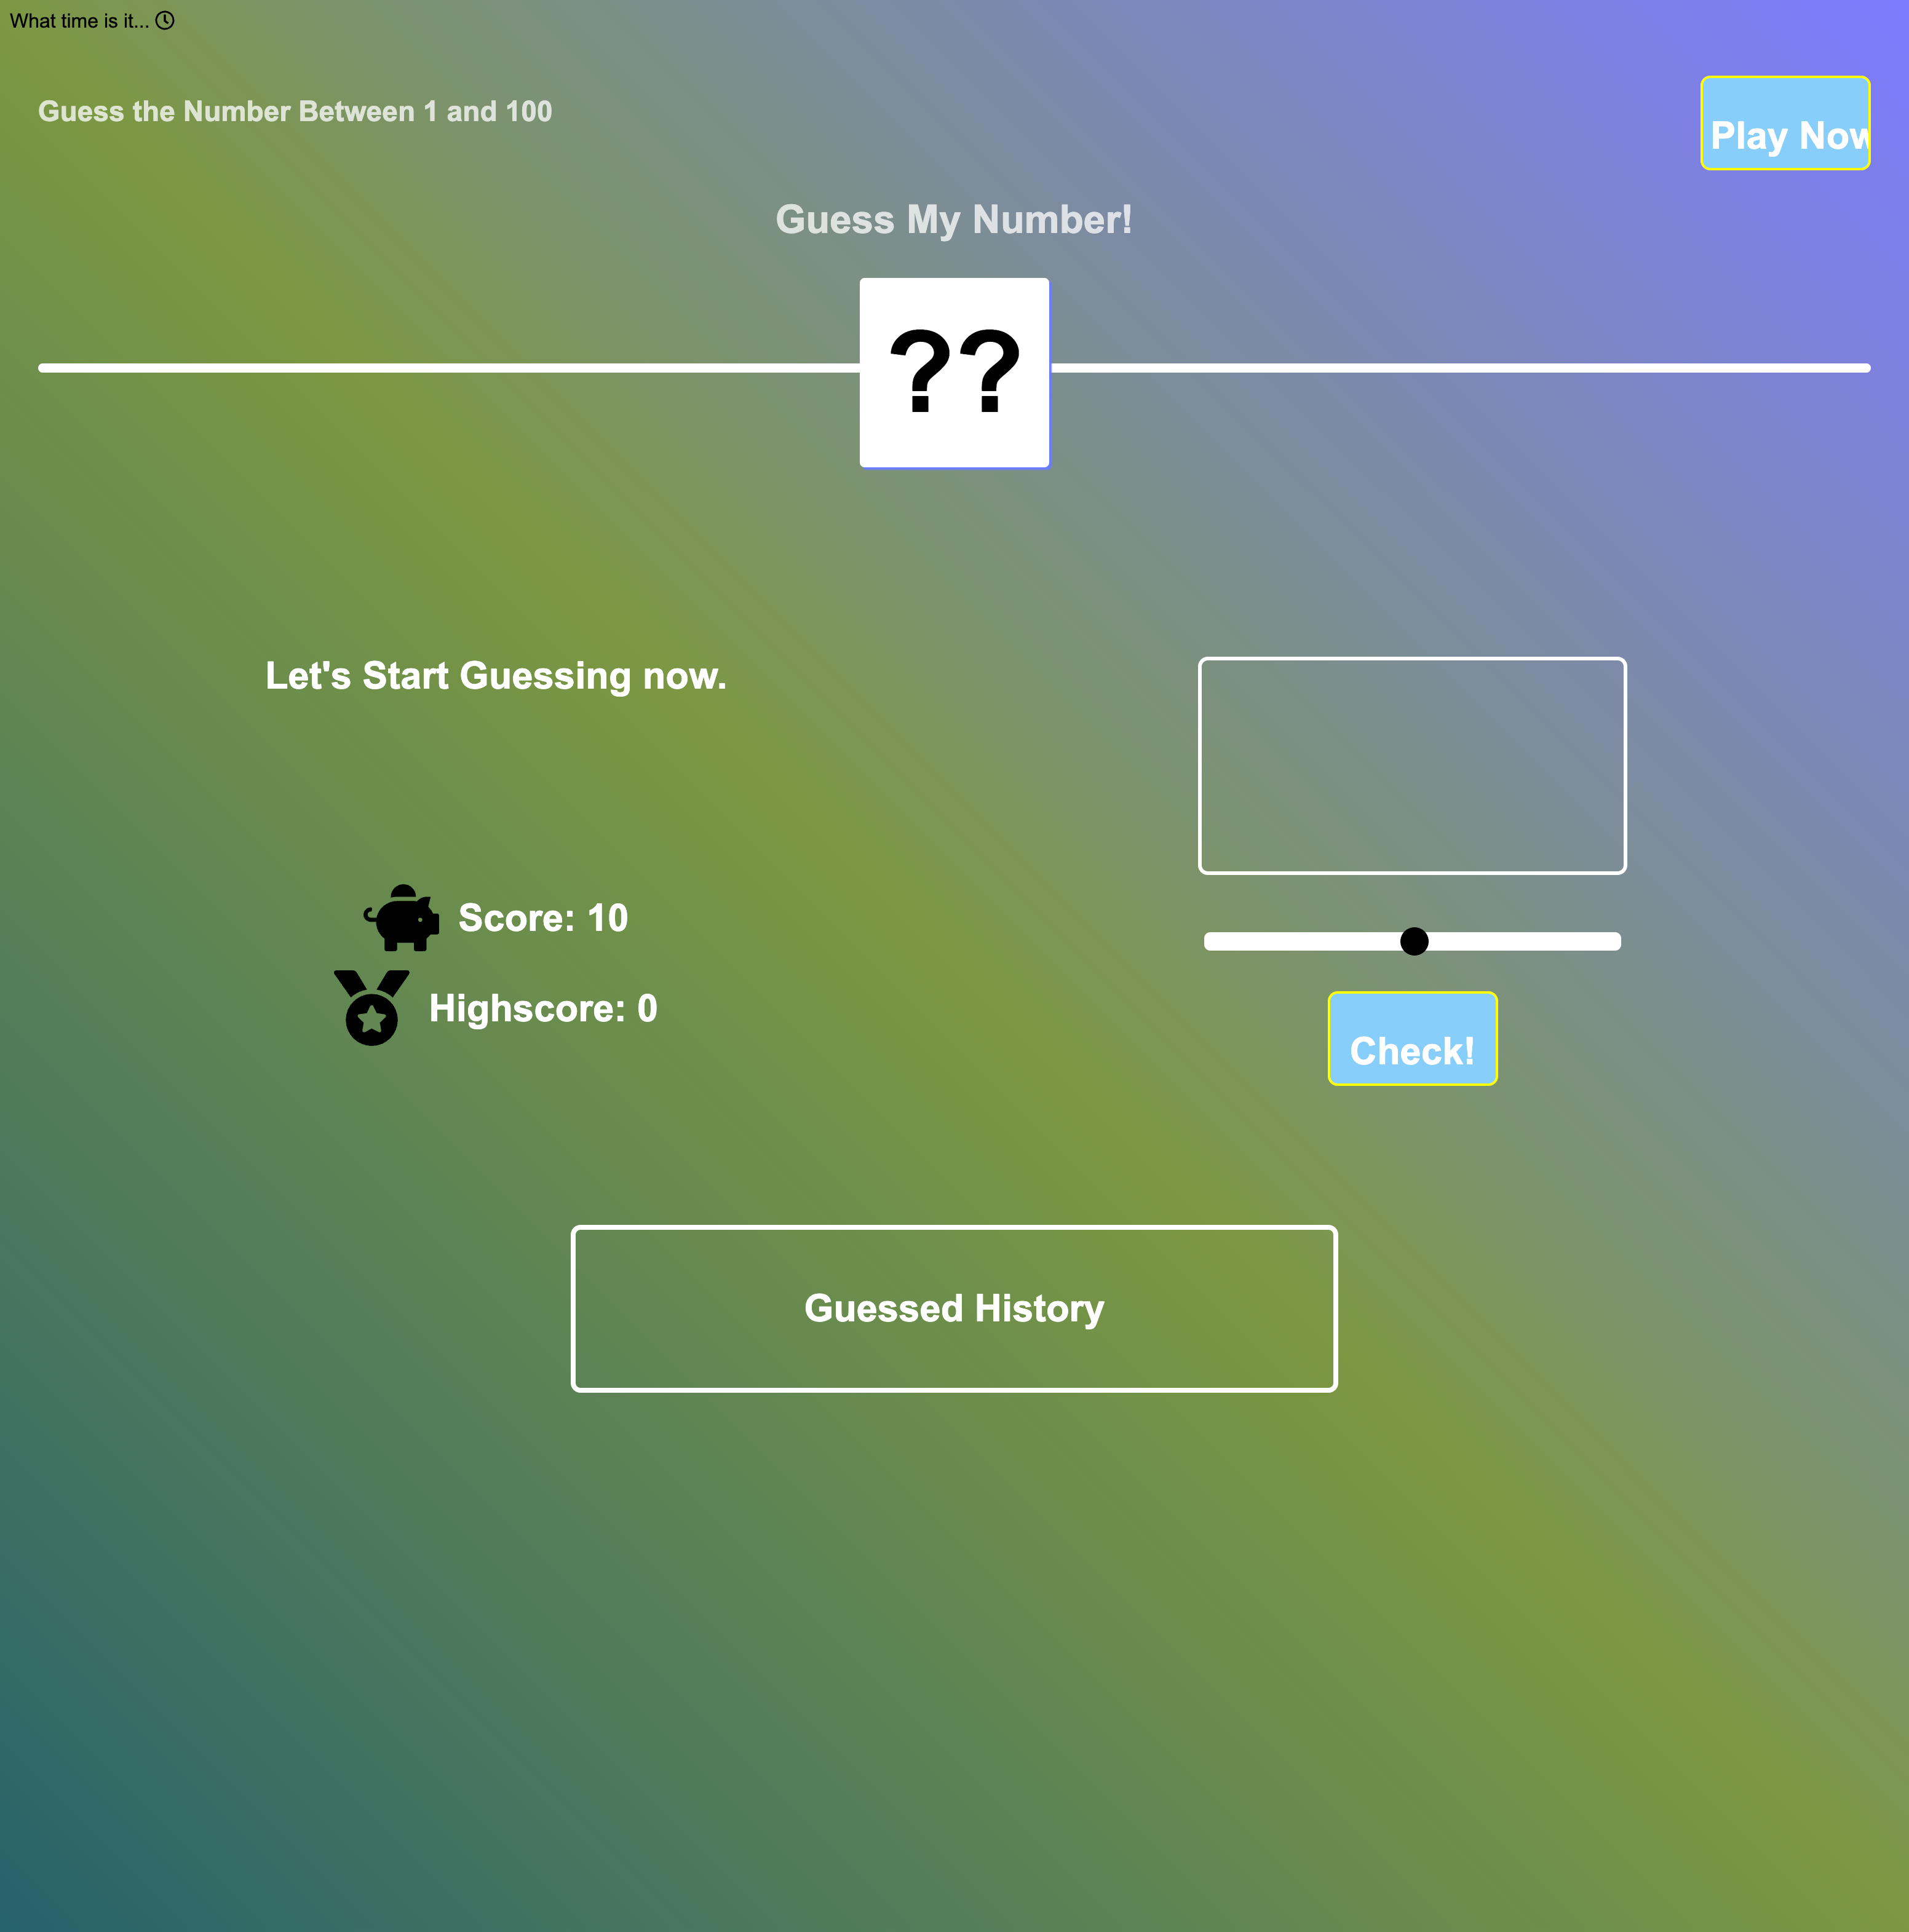 What time is it...
Guess the Number Between 1 and 100
Play Now
Guess My Number!
??
Let's Start Guessing now.
Score: 10
Highscore: 0
Check!
Guessed History